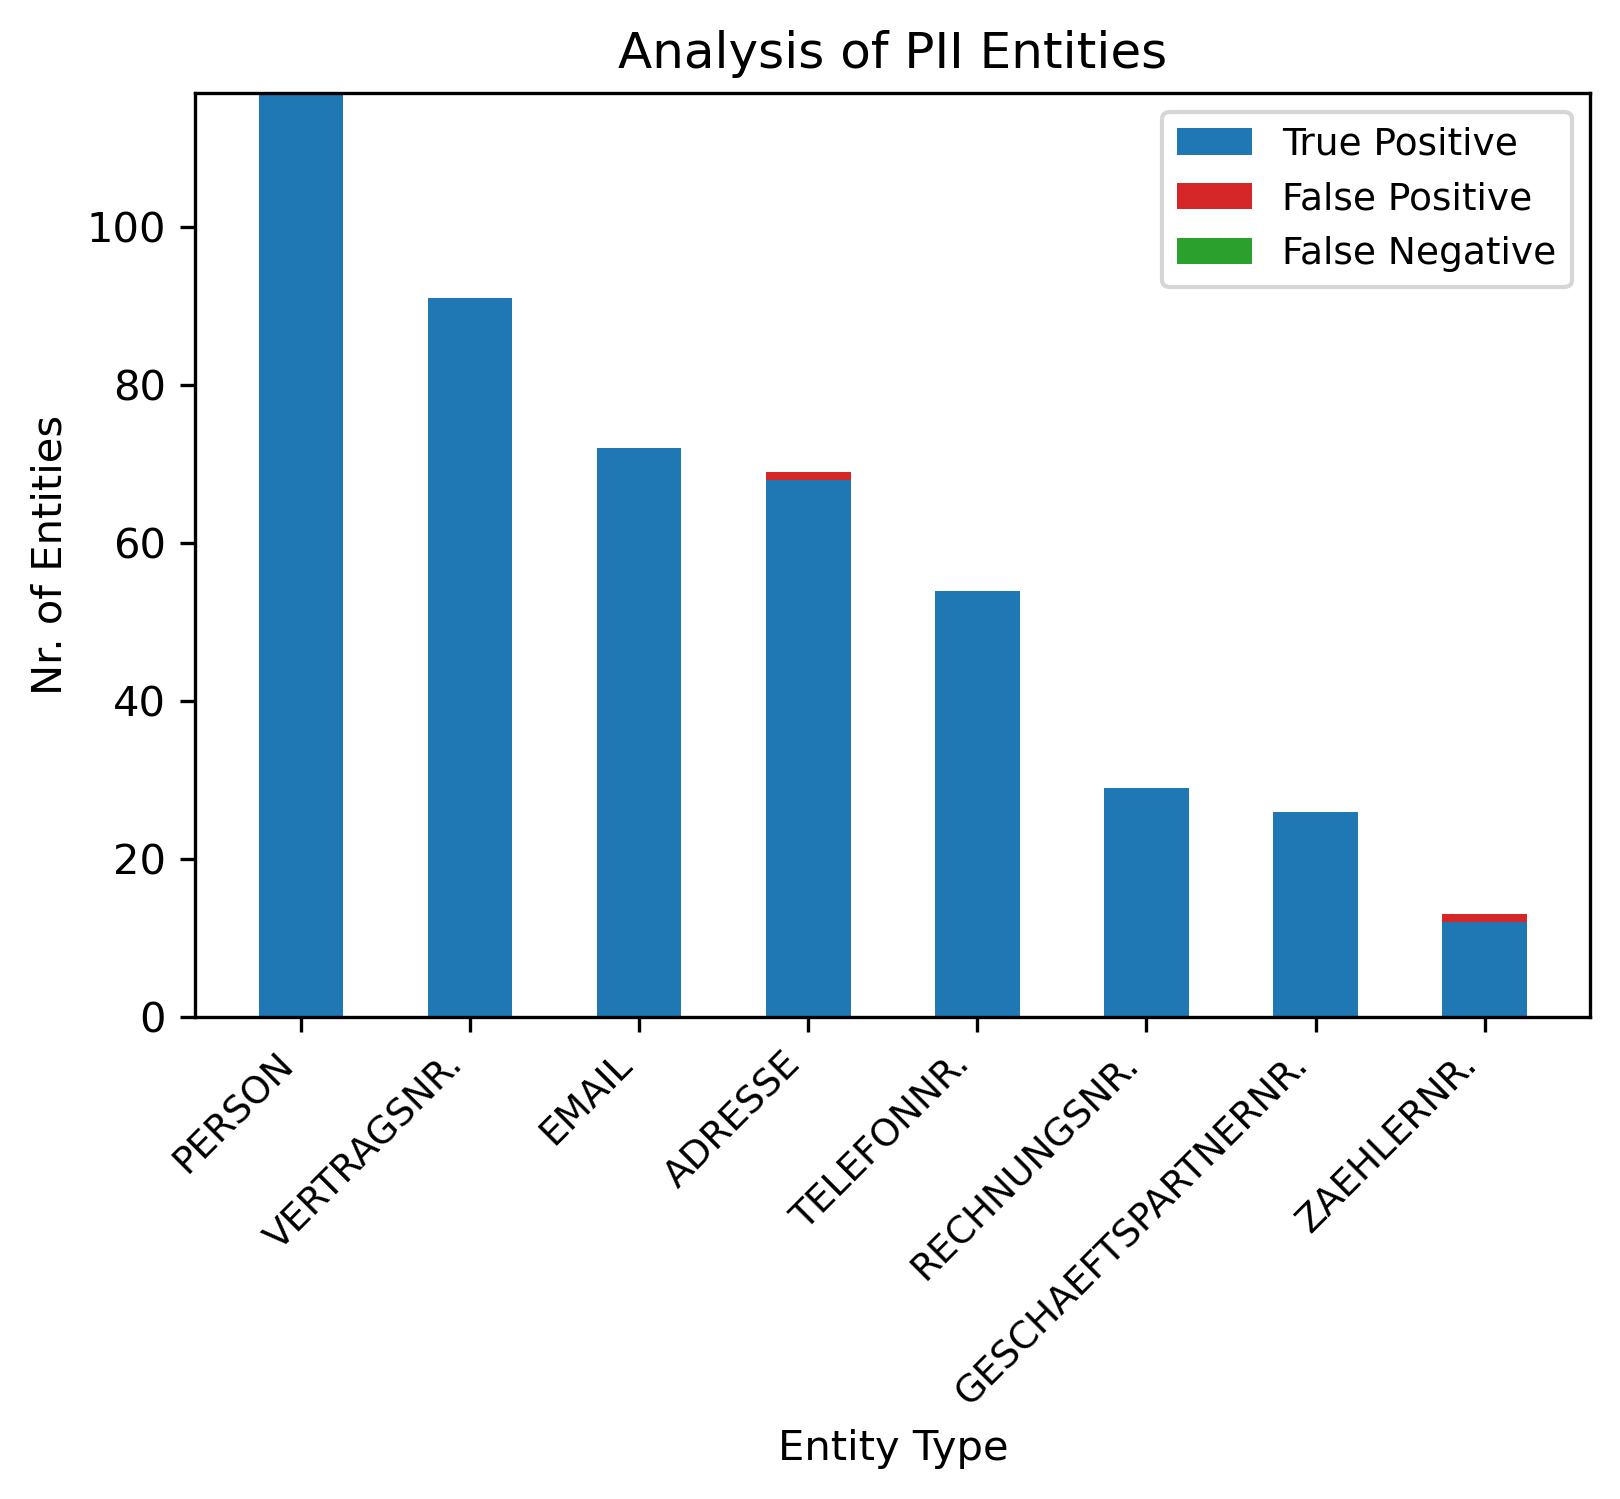 Analysis of PII Entities
True Positive
False Positive
False Negative
Nr. of Entities
100
80
60
40
20
0
PERSON
VERTRAGSNR.
EMAIL
ADRESSE
TELEFONNR.
RECHNUNGSNR.
GESCHAEFTSPARTNERNR.
ZAEHLERNR.
Entity Type